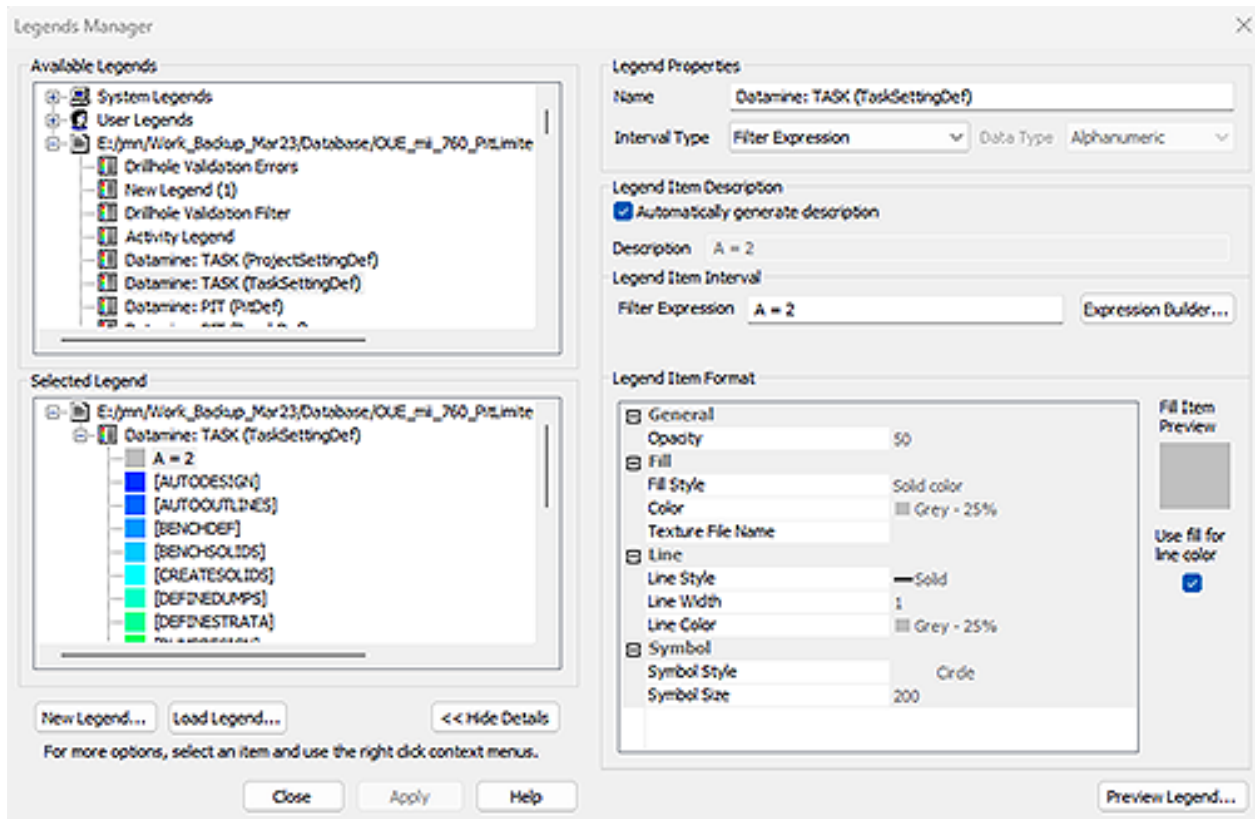 Legends Manager
Available Legends
System Legends
User Legends
E:/jmn/Work_Backup_Mar23/Database/OUE_mii_760_PitLimite
Drillhole Validation Errors
New Legend (1)
Drillhole Validation Filter
Activity Legend
Datamine: TASK (ProjectSettingDef)
Datamine: TASK (TaskSettingDef)
Datamine: PIT (PitDef)
Selected Legend
E:/jmn/Work_Backup_Mar23/Database/OUE_mii_760_PitLimite
Datamine: TASK (TaskSettingDef)
A = 2
[AUTODESIGN]
[AUTOOUTLINES]
[BENCHDEF]
[BENCHSOLIDS]
[CREATESOLIDS]
[DEFINEDUMPS]
[DEFINESTRATA]
New Legend...
Load Legend...
<< Hide Details
For more options, select an item and use the right click context menus.
Close
Apply
Help
Legend Properties
Name Datamine: TASK (TaskSettingDef)
Interval Type Filter Expression Data Type Alphanumeric
Legend Item Description
Automatically generate description
Description A = 2
Legend Item Interval
Filter Expression A = 2 Expression Builder...
Legend Item Format
General
Opacity 50
Fill
Fill Style Solid color
Color Grey - 25%
Texture File Name
Line
Line Style Solid
Line Width 1
Line Color Grey - 25%
Symbol
Symbol Style Circle
Symbol Size 200
Fill Item
Preview
Use fill for
line color
Preview Legend...